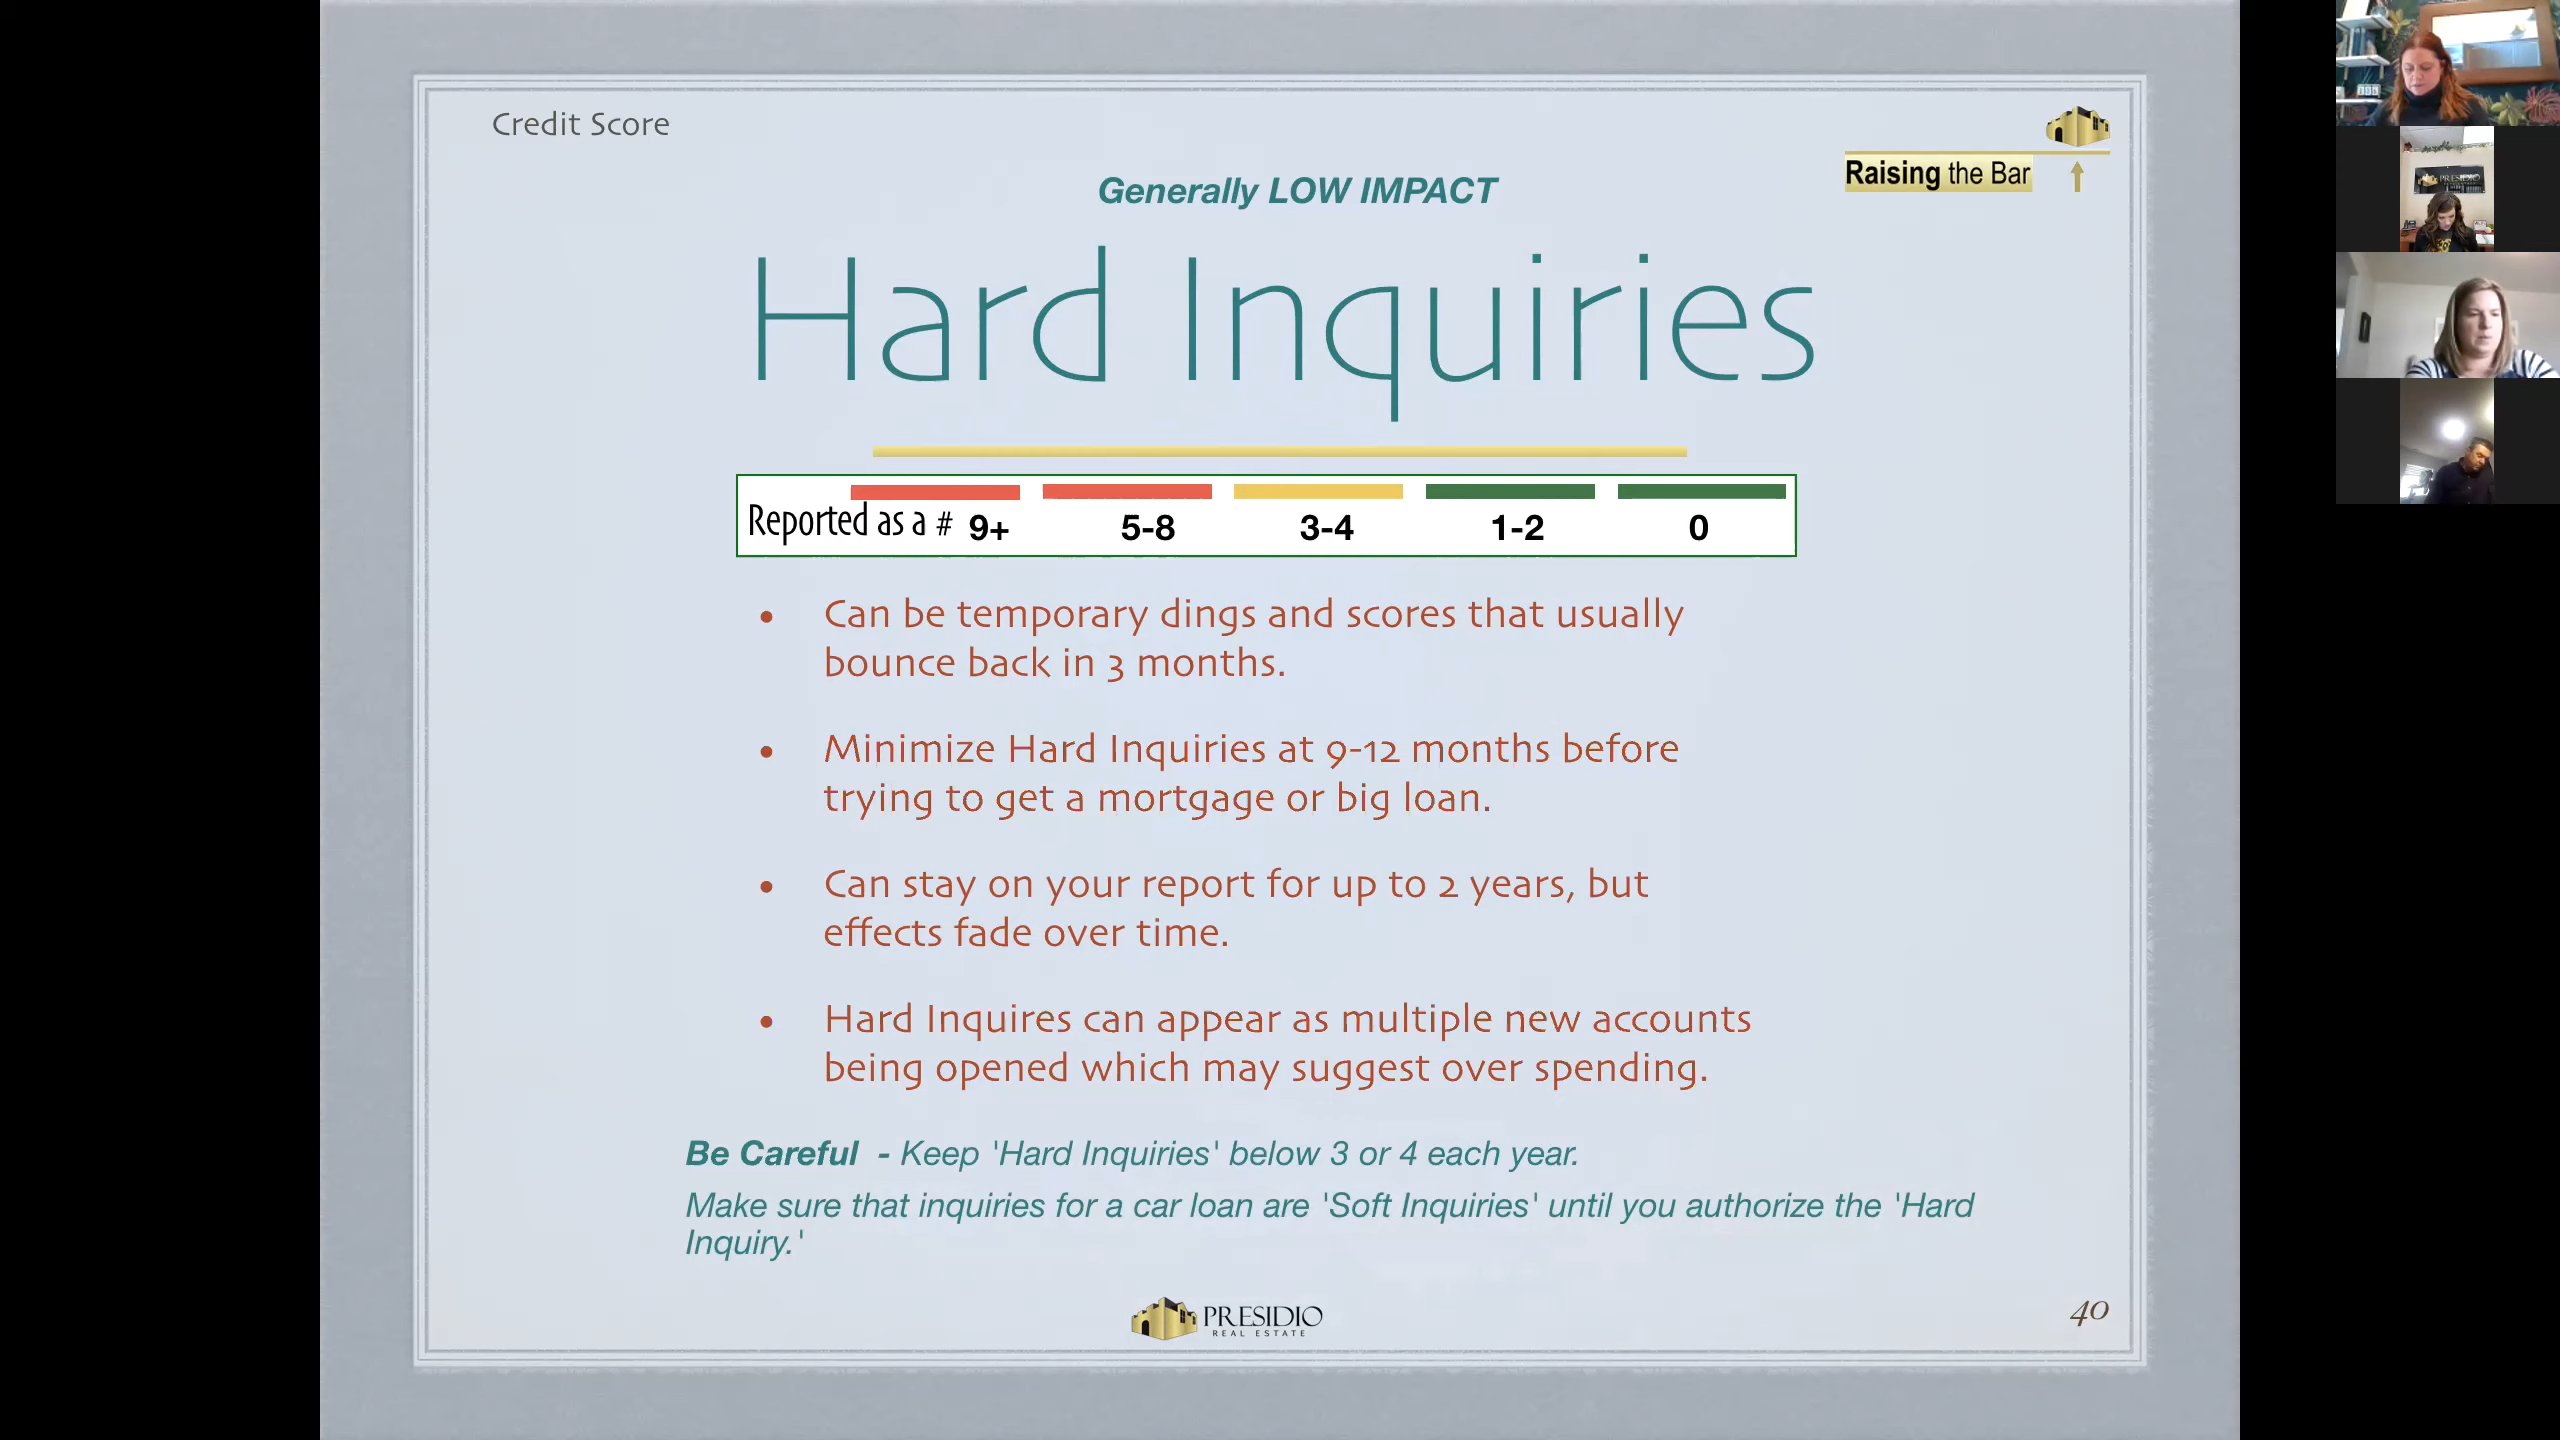 Credit Score
Raising the Bar
Generally LOW IMPACT
Hard Inquiries
Reported as a # 9+ 5-8 3-4 1-2 0
• Can be temporary dings and scores that usually
bounce back in 3 months.
• Minimize Hard Inquiries at 9-12 months before
trying to get a mortgage or big loan.
• Can stay on your report for up to 2 years, but
effects fade over time.
• Hard Inquires can appear as multiple new accounts
being opened which may suggest over spending.
Be Careful - Keep 'Hard Inquiries' below 3 or 4 each year.
Make sure that inquiries for a car loan are 'Soft Inquiries' until you authorize the 'Hard
Inquiry.'
PRESIDIO
REAL ESTATE
40
PRESIDIO